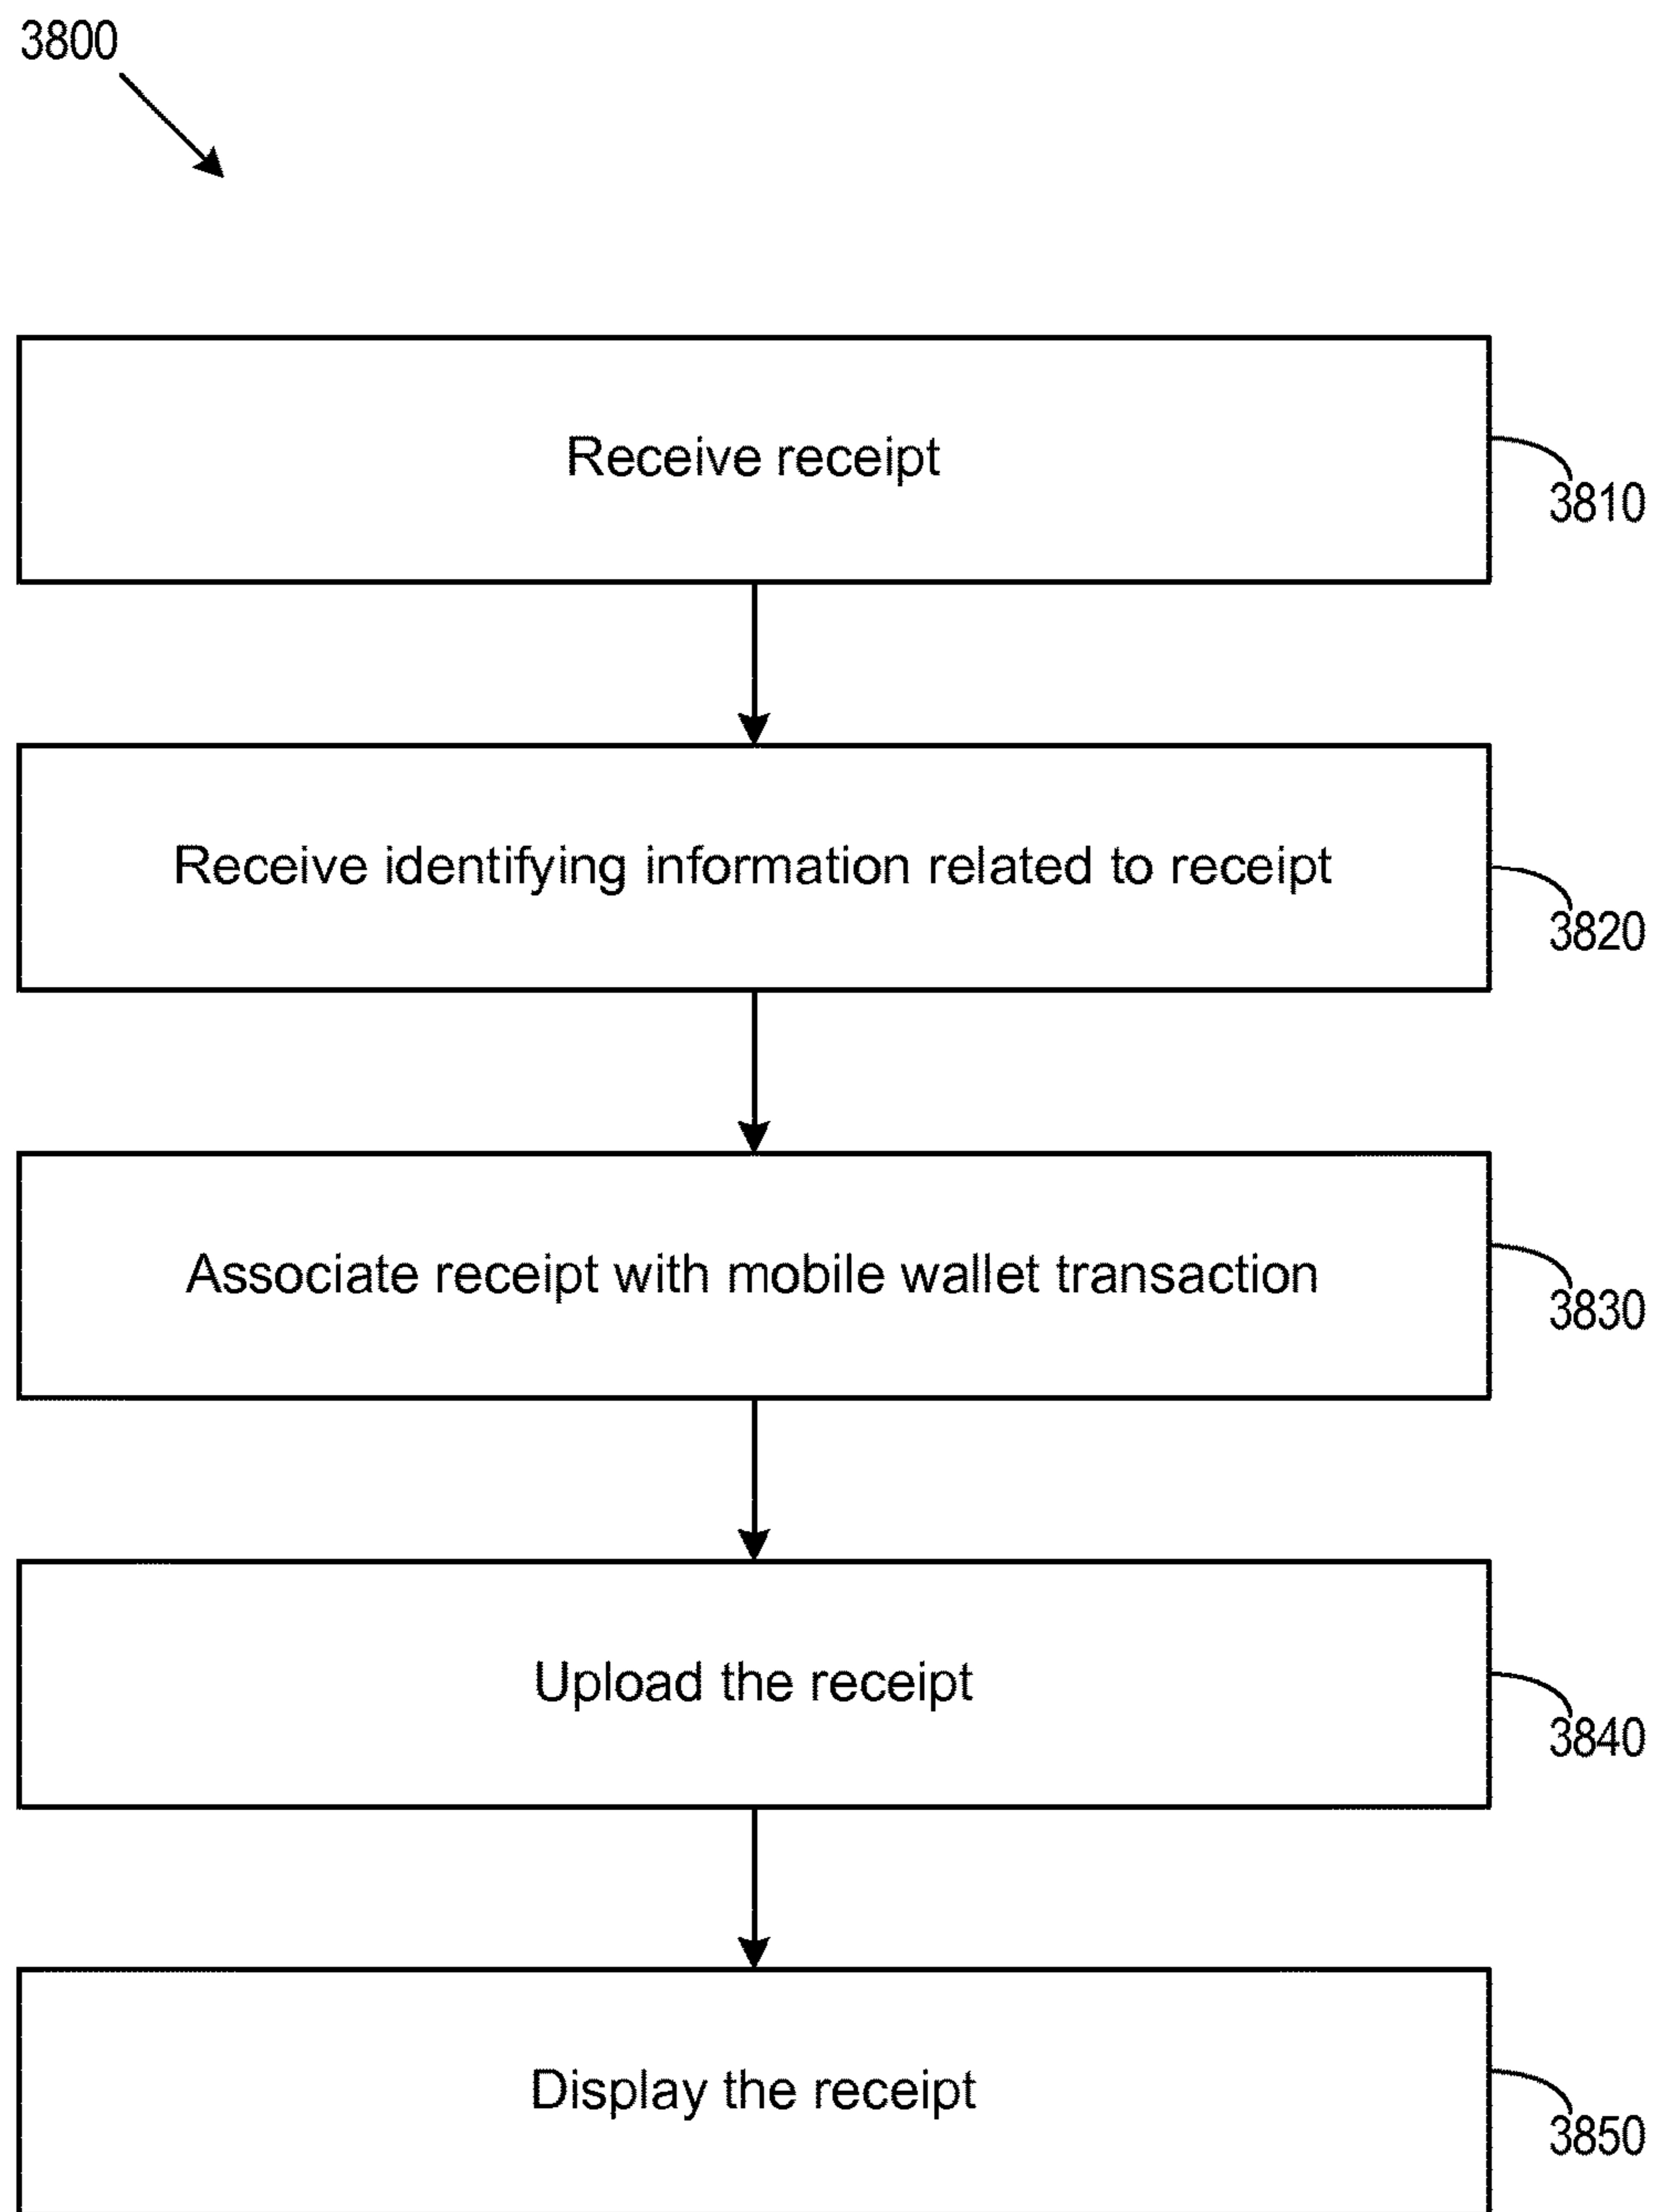 3800
Receive receipt
3810
Receive identifying information related to receipt
3820
Associate receipt with mobile wallet transaction
3830
Upload the receipt
3840
Display the receipt
3850